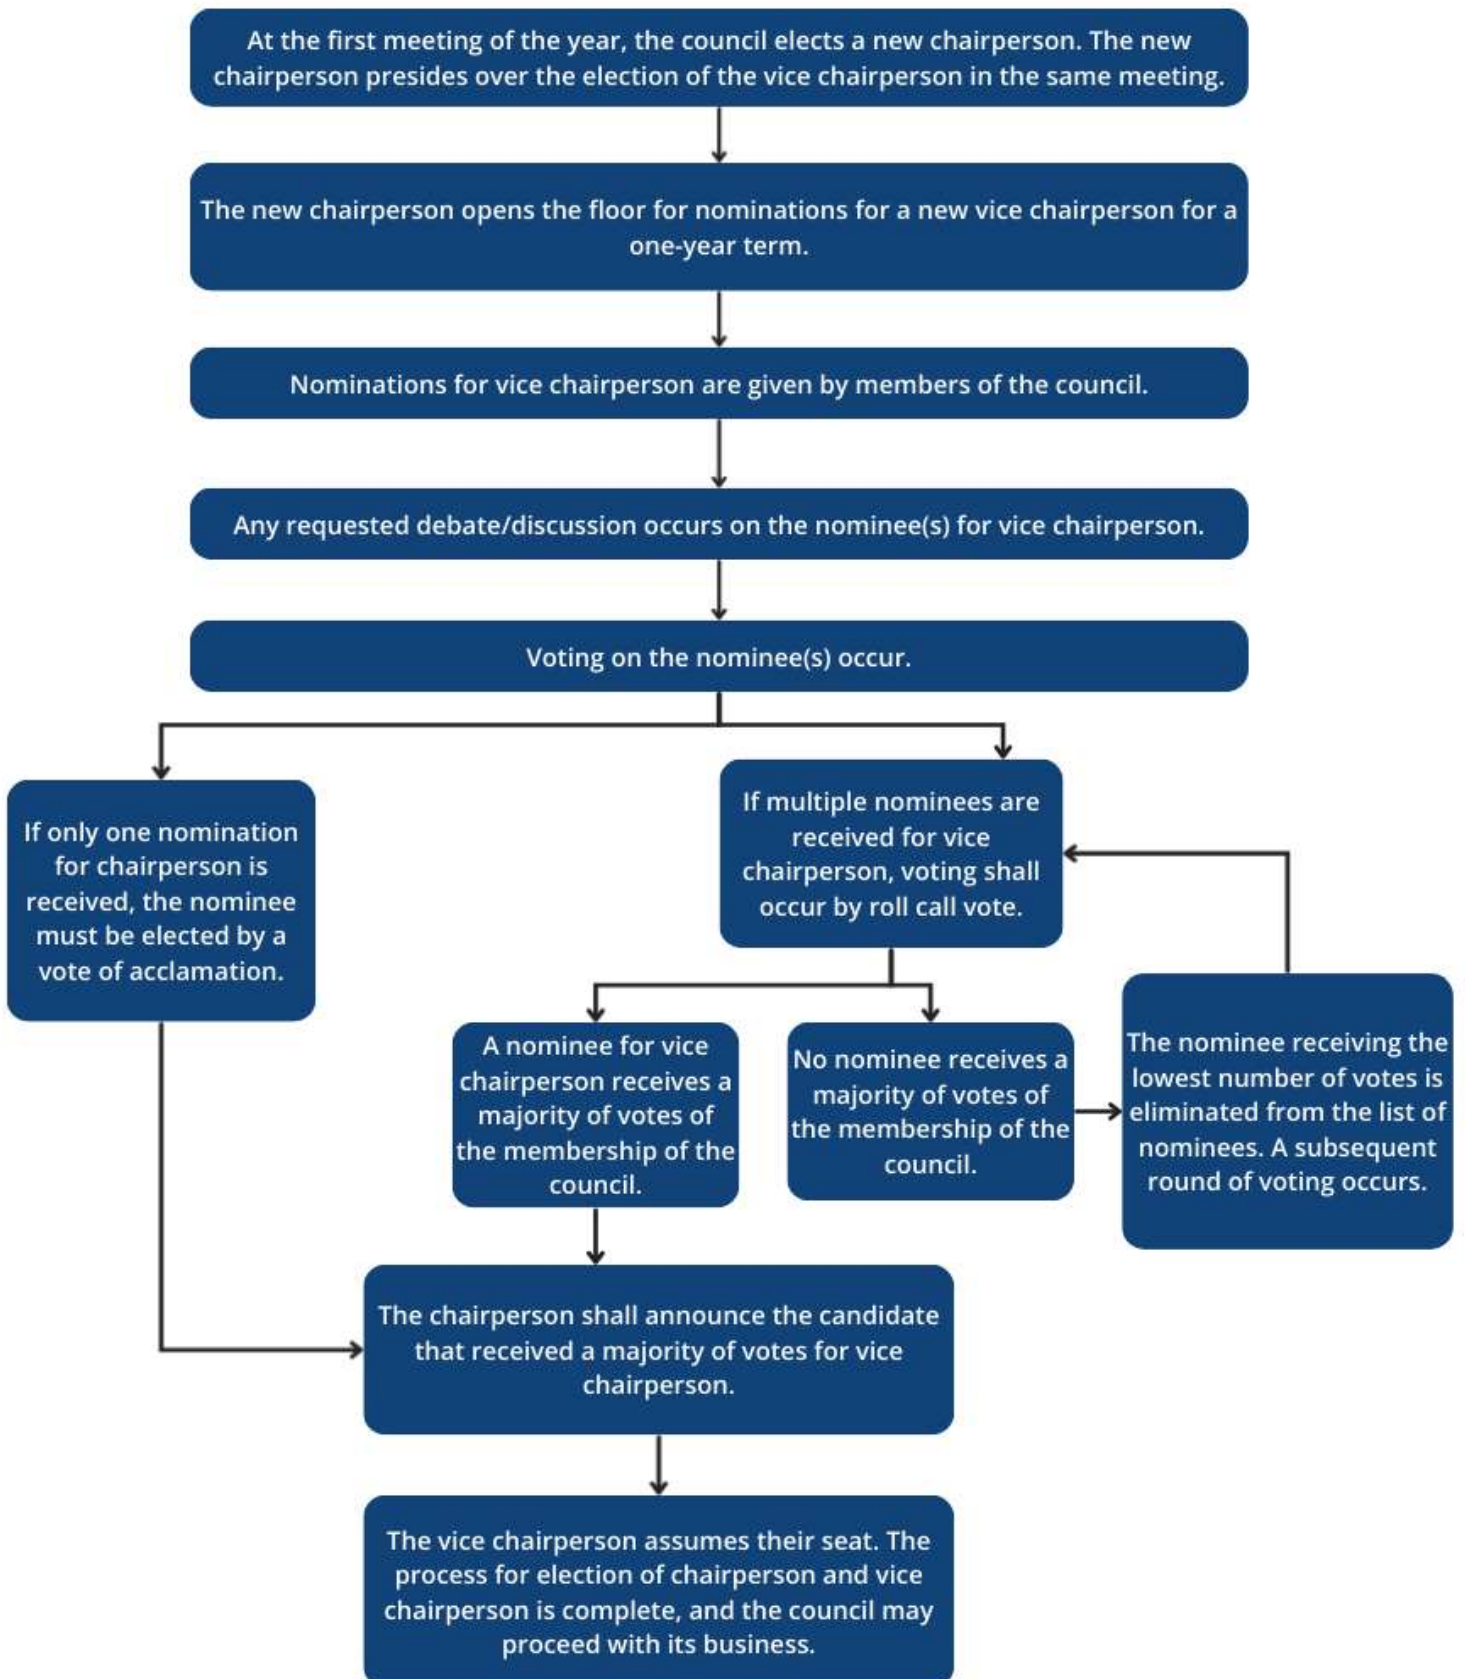 At the first meeting of the year, the council elects a new chairperson. The new
chairperson presides over the election of the vice chairperson in the same meeting.
The new chairperson opens the floor for nominations for a new vice chairperson for a
one-year term.
Nominations for vice chairperson are given by members of the council.
Any requested debate/discussion occurs on the nominee(s) for vice chairperson.
Voting on the nominee(s) occur.
If only one nomination
for chairperson is
received, the nominee
must be elected by a
vote of acclamation.
If multiple nominees are
received for vice
chairperson, voting shall
occur by roll call vote.
A nominee for vice
chairperson receives a
majority of votes of
the membership of the
council.
No nominee receives a
majority of votes of
the membership of the
council.
The nominee receiving the
lowest number of votes is
eliminated from the list of
nominees. A subsequent
round of voting occurs.
The chairperson shall announce the candidate
that received a majority of votes for vice
chairperson.
The vice chairperson assumes their seat. The
process for election of chairperson and vice
chairperson is complete, and the council may
proceed with its business.